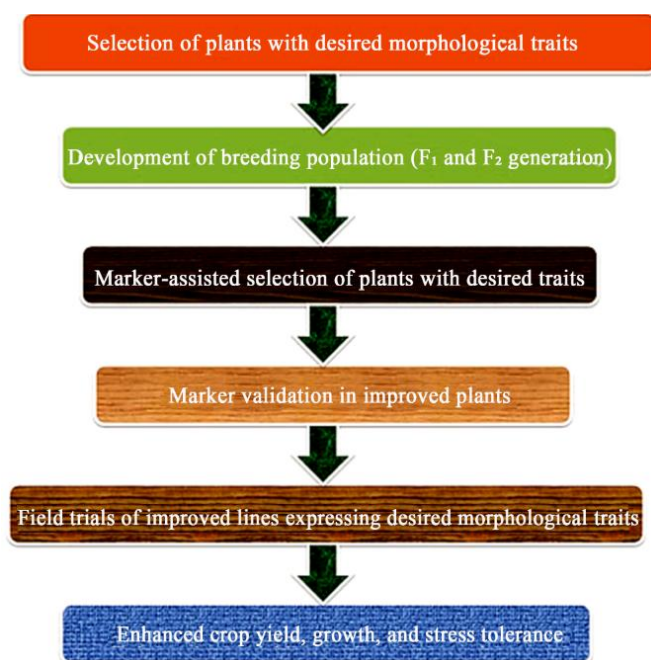 Selection of plants with desired morphological traits
Development of breeding population (F₁ and F₂ generation)
Marker-assisted selection of plants with desired traits
Marker validation in improved plants
Field trials of improved lines expressing desired morphological traits
Enhanced crop yield, growth, and stress tolerance